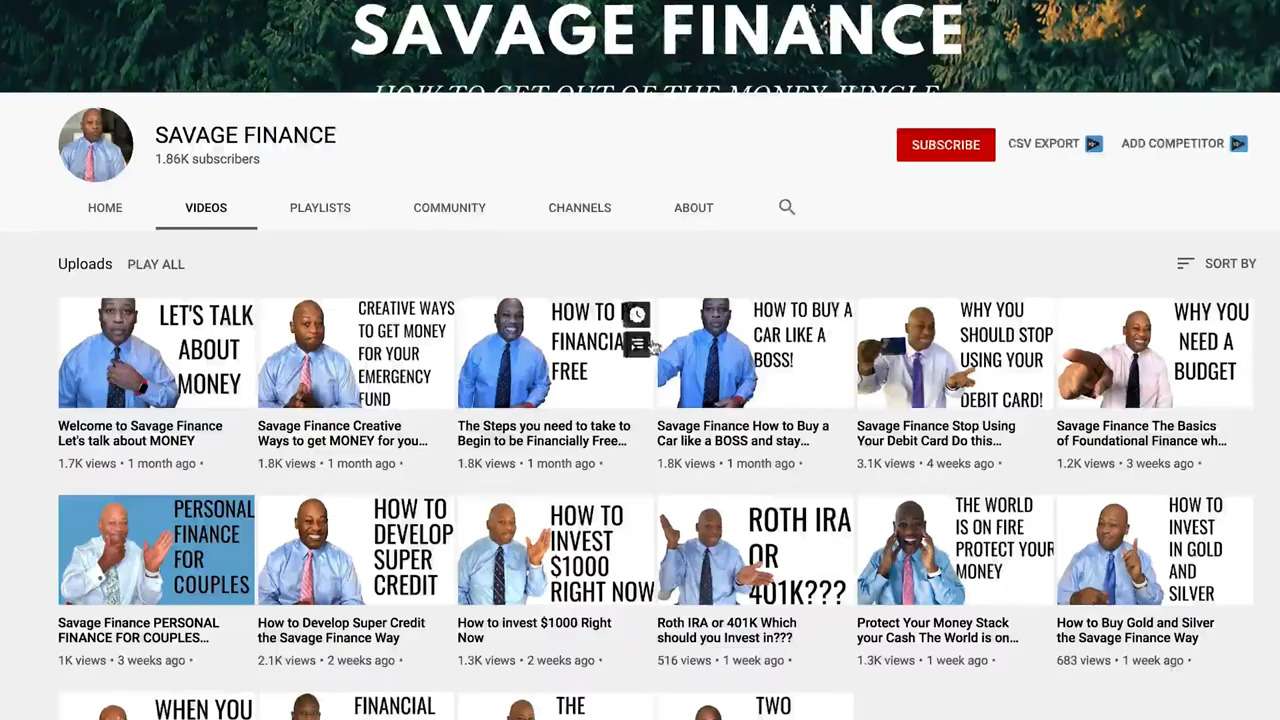 SAVAGE FINANCE
HOW TO GET OUT OF THE MONEY JUNGLE
SAVAGE FINANCE
1.86K subscribers
SUBSCRIBE
CSV EXPORT
ADD COMPETITOR
HOME
VIDEOS
PLAYLISTS
COMMUNITY
CHANNELS
ABOUT
Uploads
PLAY ALL
SORT BY
LET'S TALK
ABOUT
MONEY
Welcome to Savage Finance
Let's talk about MONEY
1.7K views • 1 month ago •
CREATIVE WAYS
TO GET MONEY
FOR YOUR
EMERGENCY
FUND
Savage Finance Creative
Ways to get MONEY for you...
1.8K views • 1 month ago •
HOW TO
FINANCIA
FREE
The Steps you need to take to
Begin to be Financially Free...
1.8K views • 1 month ago •
HOW TO BUY A
CAR LIKE A
BOSS!
Savage Finance How to Buy a
Car like a BOSS and stay...
1.8K views • 1 month ago •
WHY YOU
SHOULD STOP
USING YOUR
DEBIT CARD!
Savage Finance Stop Using
Your Debit Card Do this...
3.1K views • 4 weeks ago •
WHY YOU
NEED A
BUDGET
Savage Finance The Basics
of Foundational Finance wh...
1.2K views • 3 weeks ago •
PERSONAL
FINANCE
FOR
COUPLES
Savage Finance PERSONAL
FINANCE FOR COUPLES...
1K views • 3 weeks ago •
HOW TO
DEVELOP
SUPER
CREDIT
How to Develop Super Credit
the Savage Finance Way
2.1K views • 2 weeks ago •
HOW TO
INVEST
$1000
RIGHT NOW
How to invest $1000 Right
Now
1.3K views • 2 weeks ago •
ROTH IRA
OR
401K???
Roth IRA or 401K Which
should you Invest in???
516 views • 1 week ago •
THE WORLD
IS ON FIRE
PROTECT YOUR
MONEY
Protect Your Money Stack
your Cash The World is on...
1.3K views • 1 week ago •
HOW TO
INVEST
IN GOLD
AND
SILVER
How to Buy Gold and Silver
the Savage Finance Way
683 views • 1 week ago •
WHEN YOU
FINANCIAL
THE
TWO